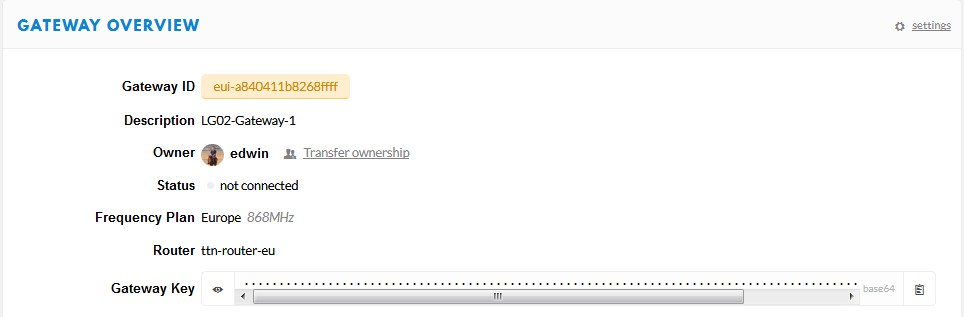 GATEWAY OVERVIEW settings
Gateway ID eui-a840411b8268ffff
Description LG02-Gateway-1
Owner edwin Transfer ownership
Status not connected
Frequency Plan Europe 868MHz
Router ttn-router-eu
Gateway Key base64